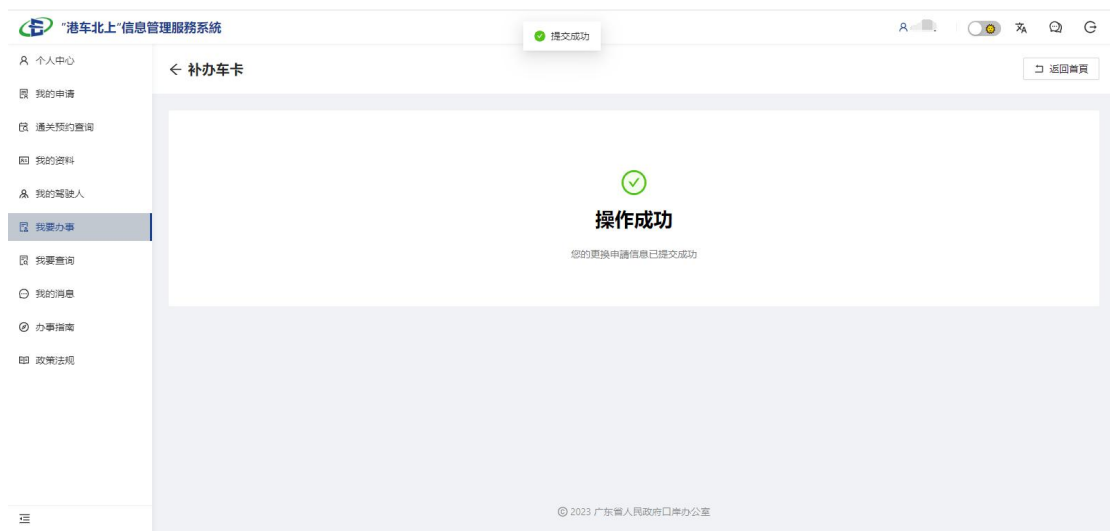 "港车北上"信息管理服務系統
提交成功
个人中心
补办车卡
返回首頁
我的申请
通关预约查询
我的资料
我的驾驶人
我要办事
操作成功
我要查询
您的更换申請信息已提交成功
我的消息
办事指南
政策法规
© 2023 广东省人民政府口岸办公室